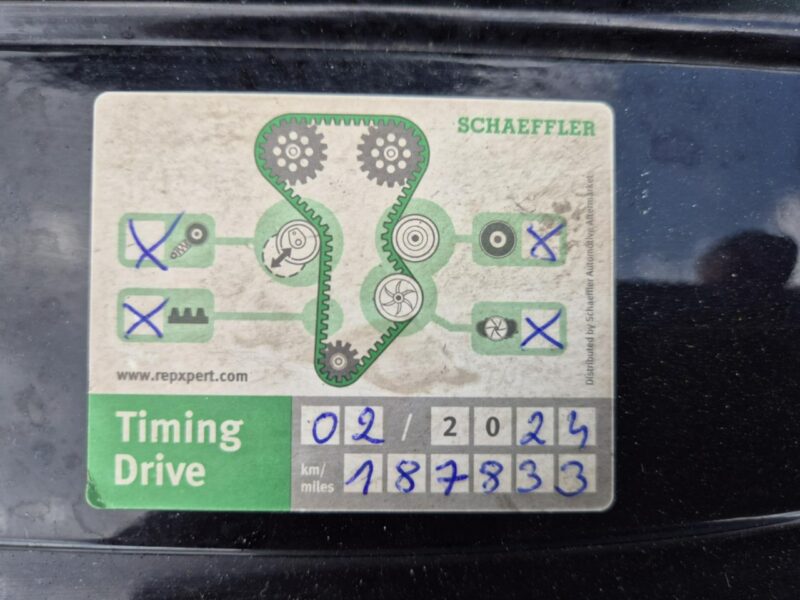 SCHAEFFLER
X
X
X
X
Distributed by Schaeffler Automotive Aftermarket
www.repxpert.com
Timing
Drive
02 / 2024
km/
miles
187833